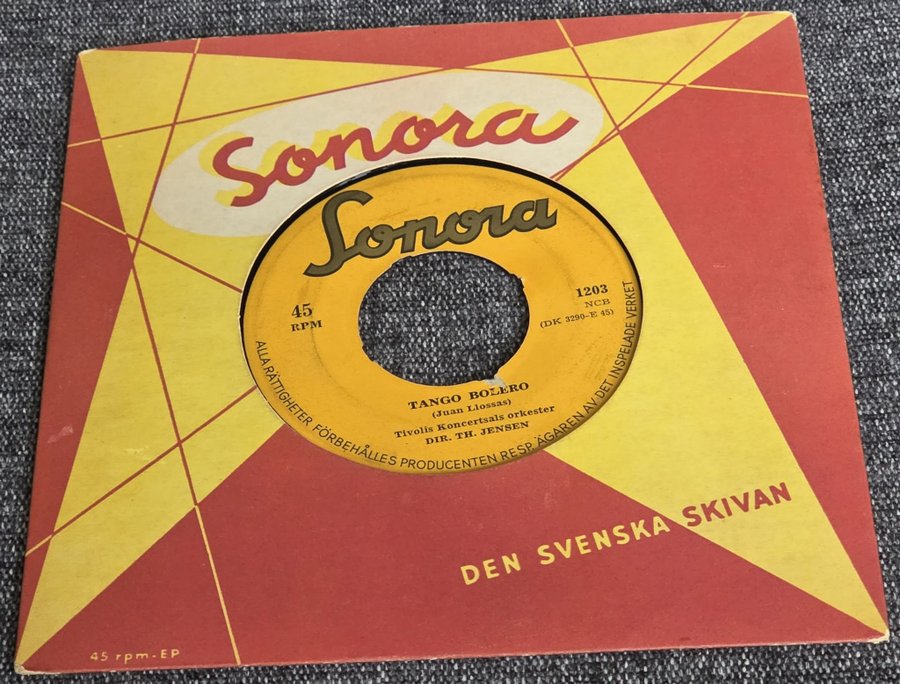 Sonora
Sonora
45
RPM
1203
NCB
(DK 3290-E 45)
TANGO BOLERO
(Juan Llossas)
Tivolis Koncertsals orkester
DIR. TH. JENSEN
ALLA RÄTTIGHETER FÖRBEHÅLLES PRODUCENTEN RESP. ÄGAREN AV DET INSPELADE VERKET
DEN SVENSKA SKIVAN
45 rpm-EP